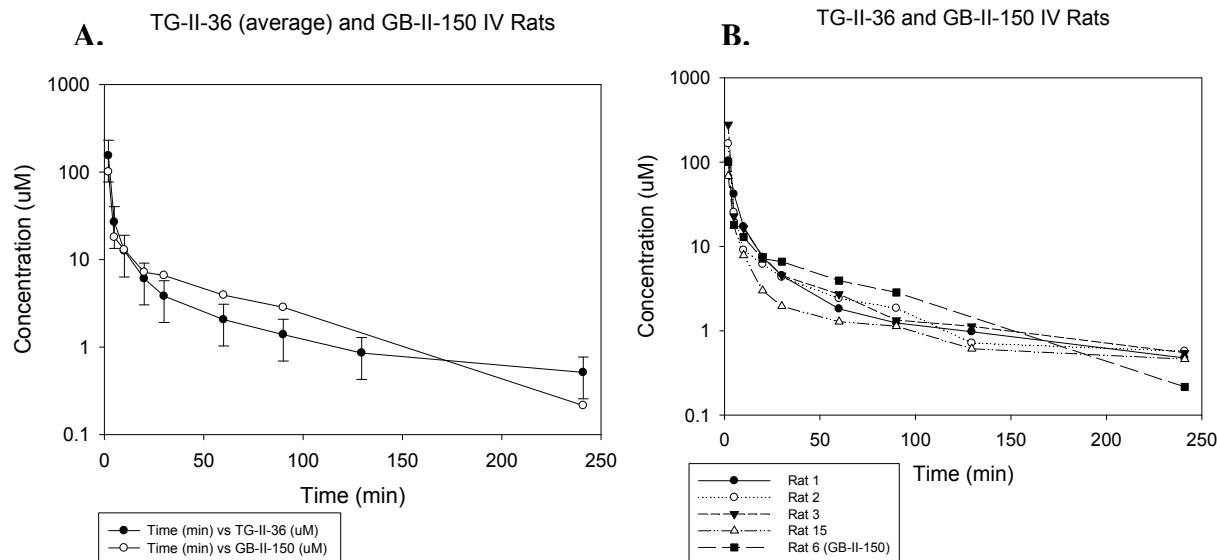 TG-II-36 (average) and GB-II-150 IV Rats
A.
Concentration (uM)
1000
100
10
1
0.1
0
50
100
150
200
250
Time (min)
Time (min) vs TG-II-36 (uM)
Time (min) vs GB-II-150 (uM)
TG-II-36 and GB-II-150 IV Rats
B.
Concentration (uM)
1000
100
10
1
0.1
0
50
100
150
200
250
Time (min)
Rat 1
Rat 2
Rat 3
Rat 15
Rat 6 (GB-II-150)